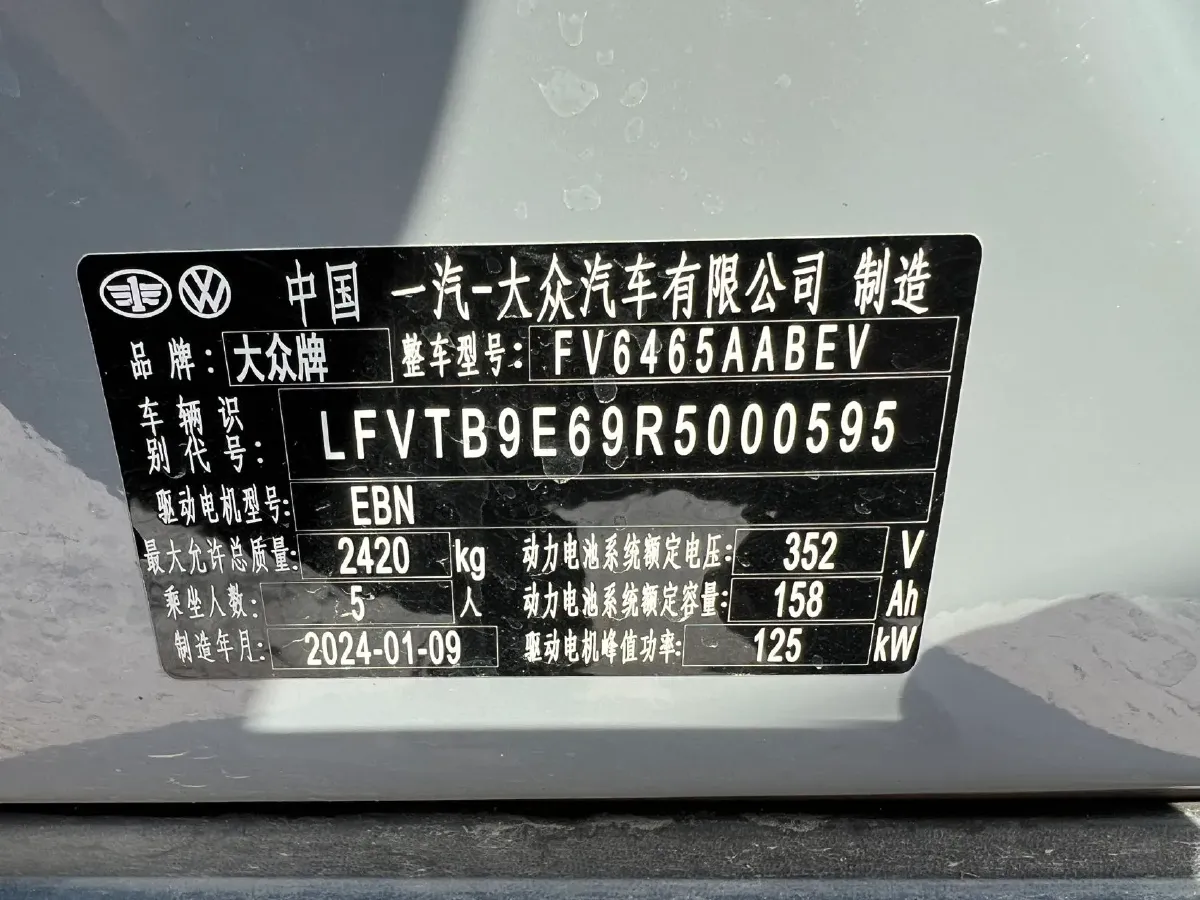 中国 一汽-大众汽车有限公司 制造
品牌: 大众牌 整车型号: FV6465AABEV
车辆识别代号: LFVTB9E69R5000595
驱动电机型号: EBN
最大允许总质量: 2420 kg 动力电池系统额定电压: 352 V
乘坐人数: 5 人 动力电池系统额定容量: 158 Ah
制造年月: 2024-01-09 驱动电机峰值功率: 125 kW